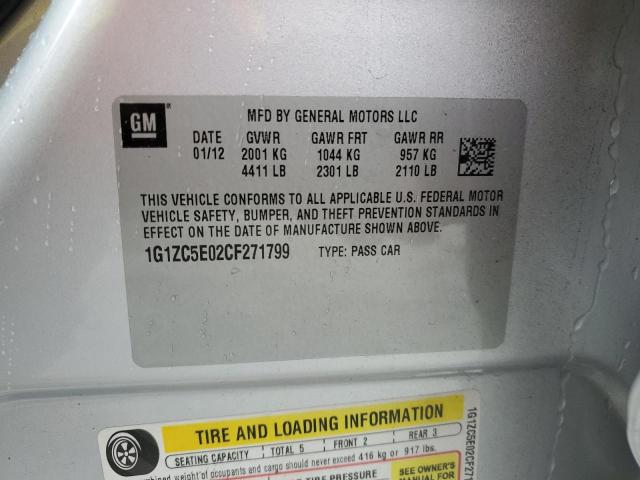 GM
MFD BY GENERAL MOTORS LLC
DATE GVWR GAWR FRT GAWR RR
01/12 2001 KG 1044 KG 957 KG
4411 LB 2301 LB 2110 LB
THIS VEHICLE CONFORMS TO ALL APPLICABLE U.S. FEDERAL MOTOR
VEHICLE SAFETY, BUMPER, AND THEFT PREVENTION STANDARDS IN
EFFECT ON THE DATE OF MANUFACTURE SHOWN ABOVE.
1G1ZC5E02CF271799 TYPE: PASS CAR
TIRE AND LOADING INFORMATION
SEATING CAPACITY TOTAL 5 FRONT 2 REAR 3
weight of occupants and cargo should never exceed 416 kg or 917 lbs.
TIRE PRESSURE
SEE OWNER'S
1G1ZC5E02CF271